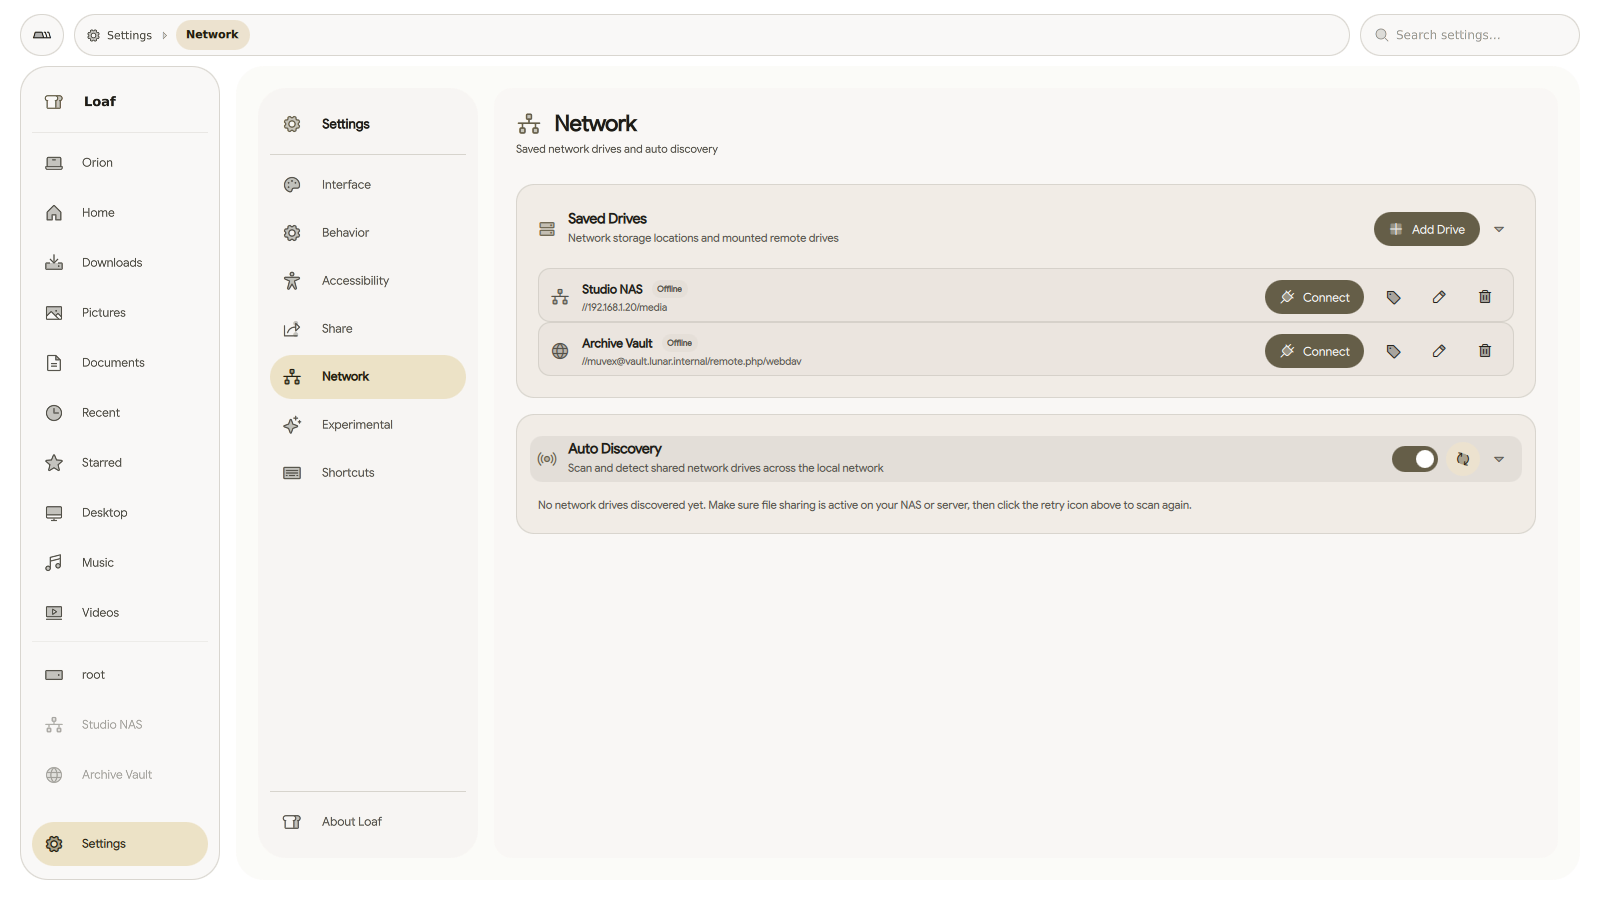 Settings
Network
Search settings...
Loaf
Orion
Home
Downloads
Pictures
Documents
Recent
Starred
Desktop
Music
Videos
root
Studio NAS
Archive Vault
Settings
Settings
Interface
Behavior
Accessibility
Share
Network
Experimental
Shortcuts
About Loaf
Network
Saved network drives and auto discovery
Saved Drives
Network storage locations and mounted remote drives
Add Drive
Studio NAS Offline
//192.168.1.20/media
Connect
Archive Vault Offline
//muvex@vault.lunar.internal/remote.php/webdav
Connect
Auto Discovery
Scan and detect shared network drives across the local network
No network drives discovered yet. Make sure file sharing is active on your NAS or server, then click the retry icon above to scan again.